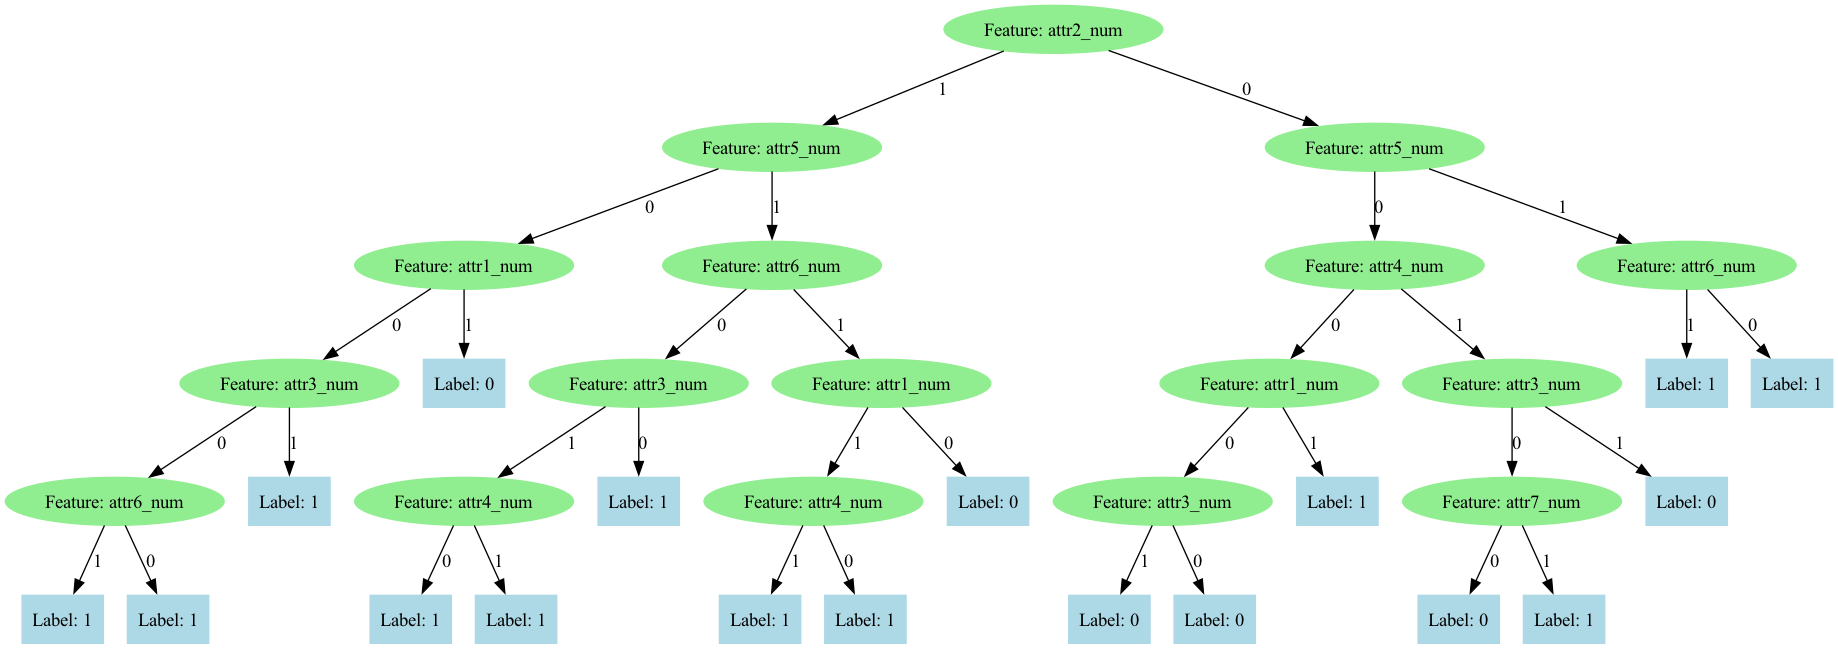 Feature: attr2_num
1
0
Feature: attr5_num
Feature: attr5_num
0
1
0
1
Feature: attr1_num
Feature: attr6_num
Feature: attr4_num
Feature: attr6_num
0
1
0
1
0
1
1
0
Feature: attr3_num
Label: 0
Feature: attr3_num
Feature: attr1_num
Feature: attr1_num
Feature: attr3_num
Label: 1
Label: 1
0
1
1
0
1
0
0
1
0
1
Feature: attr6_num
Label: 1
Feature: attr4_num
Label: 1
Feature: attr4_num
Label: 0
Feature: attr3_num
Label: 1
Feature: attr7_num
Label: 0
1
0
0
1
1
0
1
0
0
1
Label: 1
Label: 1
Label: 1
Label: 1
Label: 1
Label: 1
Label: 0
Label: 0
Label: 0
Label: 1